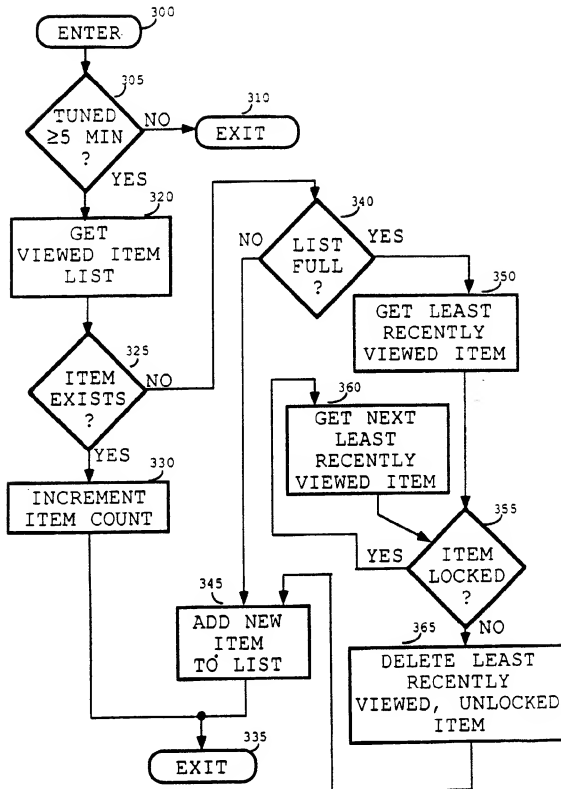 300
ENTER
305
TUNED
≥5 MIN
?
NO
310
EXIT
YES
320
GET
VIEWED ITEM
LIST
325
ITEM
EXISTS
?
NO
YES
330
INCREMENT
ITEM COUNT
340
LIST
FULL
?
NO
YES
350
GET LEAST
RECENTLY
VIEWED ITEM
360
GET NEXT
LEAST
RECENTLY
VIEWED ITEM
355
ITEM
LOCKED
?
YES
NO
345
ADD NEW
ITEM
TO LIST
365
DELETE LEAST
RECENTLY
VIEWED, UNLOCKED
ITEM
335
EXIT